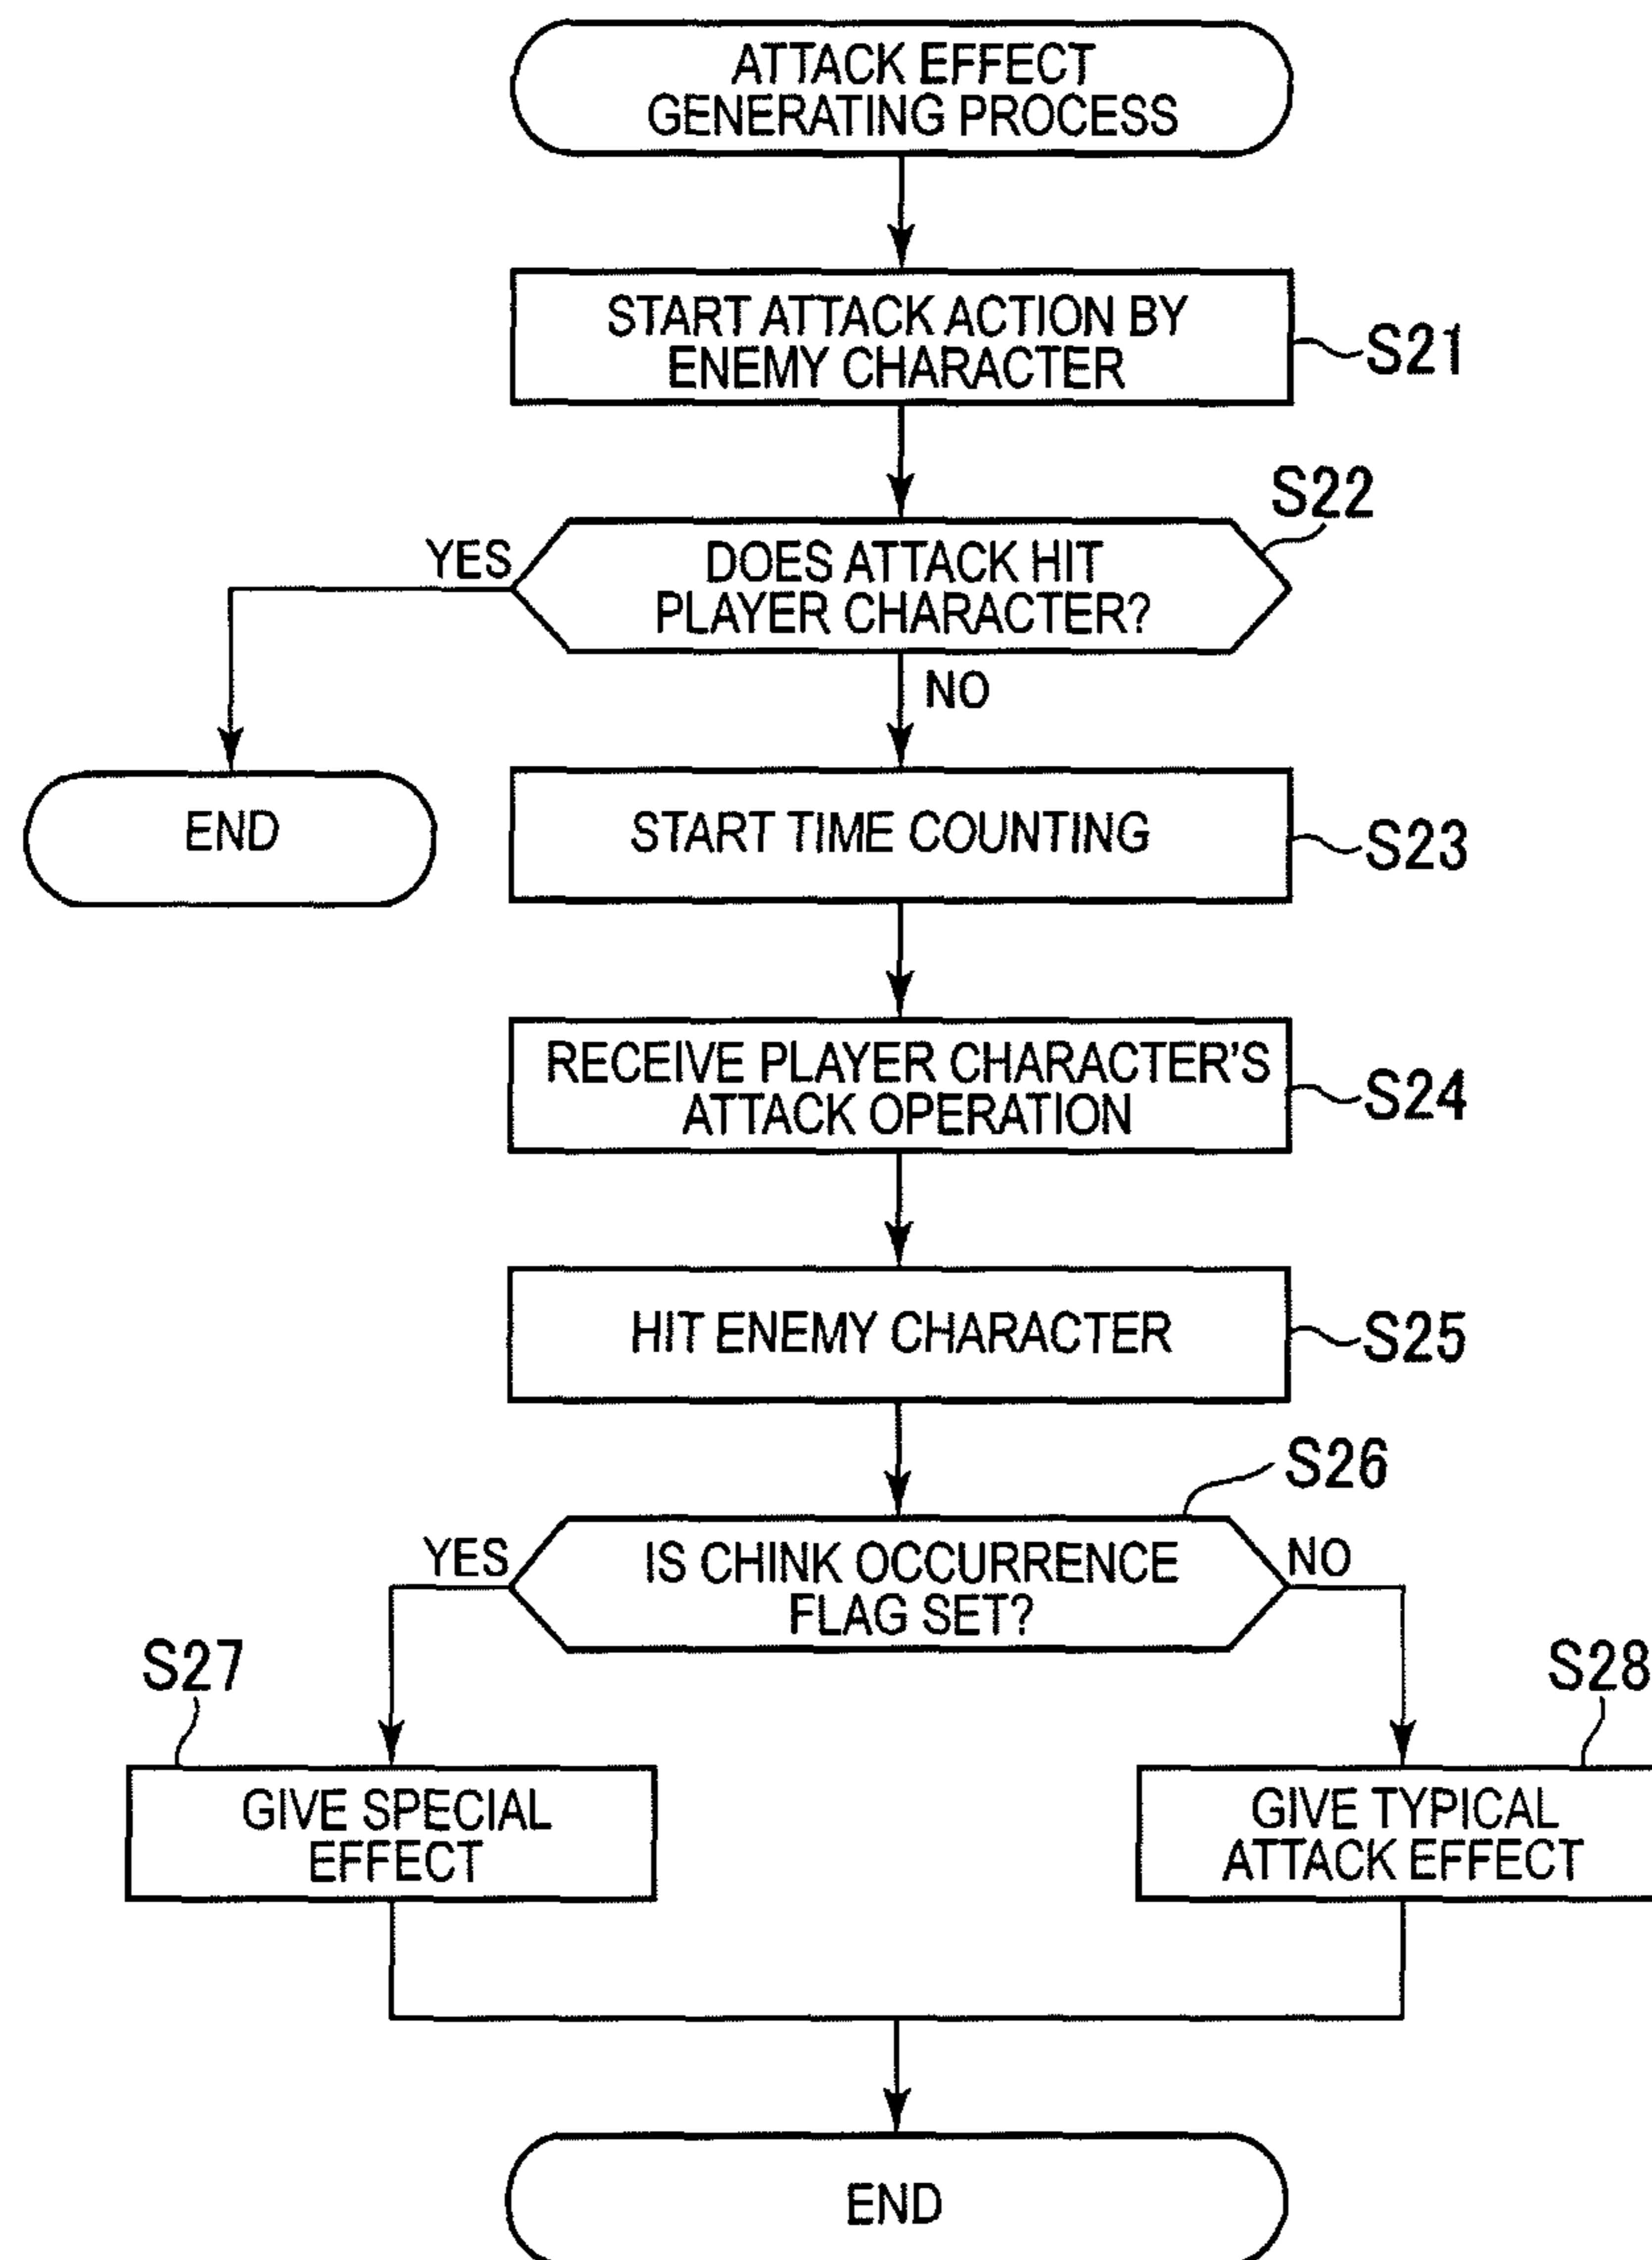 ATTACK EFFECT
GENERATING PROCESS
START ATTACK ACTION BY
ENEMY CHARACTER
S21
S22
YES
DOES ATTACK HIT
PLAYER CHARACTER?
NO
END
START TIME COUNTING
S23
RECEIVE PLAYER CHARACTER'S
ATTACK OPERATION
S24
HIT ENEMY CHARACTER
S25
S26
YES
IS CHINK OCCURRENCE
FLAG SET?
NO
S27
S28
GIVE SPECIAL
EFFECT
GIVE TYPICAL
ATTACK EFFECT
END